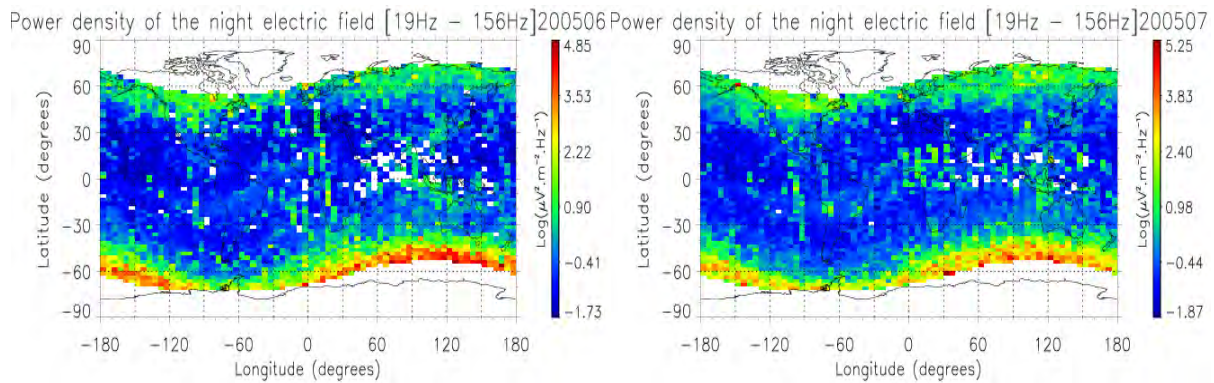 Power density of the night electric field [19Hz - 156Hz]200506
90
60
30
0
-30
-60
-90
Latitude (degrees)
-180 -120 -60 0 60 120 180
Longitude (degrees)
4.85
3.53
2.22
0.90
-0.41
-1.73
Log(μV².m⁻².Hz⁻¹)
Power density of the night electric field [19Hz - 156Hz]200507
90
60
30
0
-30
-60
-90
Latitude (degrees)
-180 -120 -60 0 60 120 180
Longitude (degrees)
5.25
3.83
2.40
0.98
-0.44
-1.87
Log(μV².m⁻².Hz⁻¹)